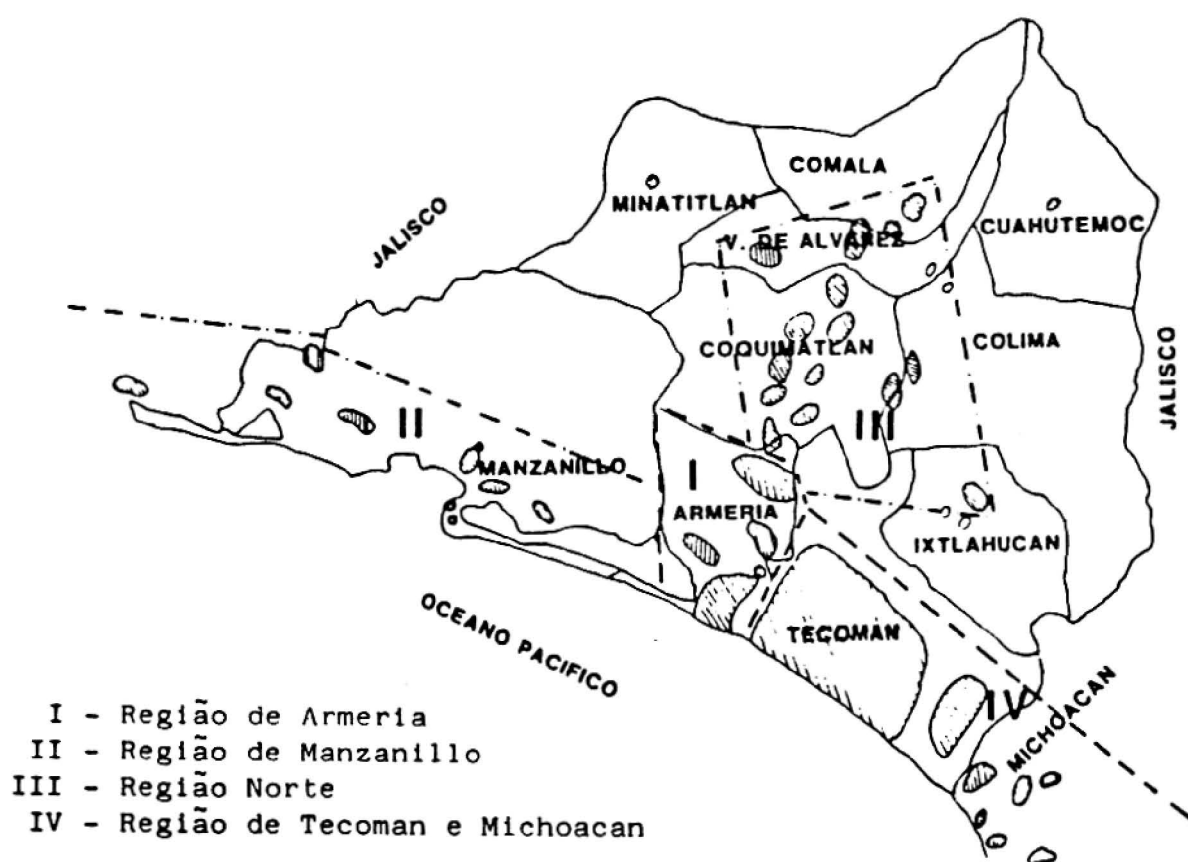 COMALA
MINATITLAN
JALISCO
CUAHUTEMOC
V. DE ALVAREZ
COQUIMATLAN
COLIMA
JALISCO
II
III
MANZANILLO
I
ARMERIA
IXTLAHUCAN
OCEANO PACIFICO
TECOMAN
IV
MICHOACAN
I - Região de Armeria
II - Região de Manzanillo
III - Região Norte
IV - Região de Tecoman e Michoacan